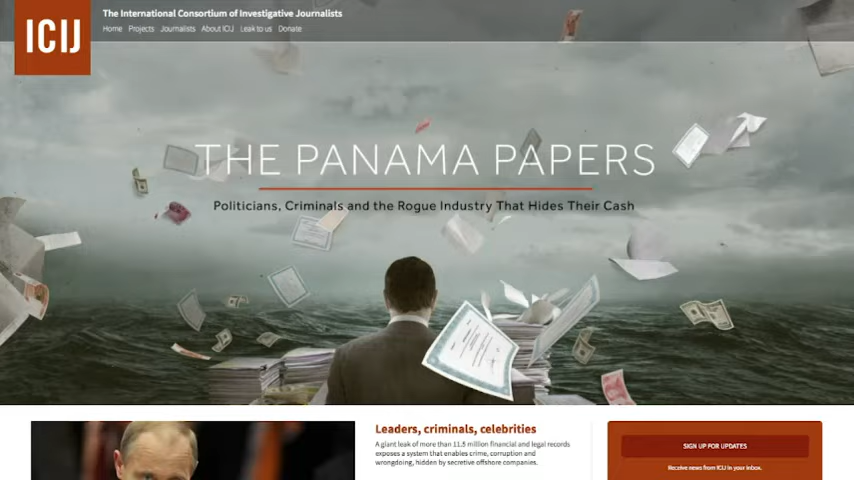 ICIJ
The International Consortium of Investigative Journalists
Home Projects Journalists About ICIJ Leak to us Donate
THE PANAMA PAPERS
Politicians, Criminals and the Rogue Industry That Hides Their Cash
Leaders, criminals, celebrities
A giant leak of more than 11.5 million financial and legal records
exposes a system that enables crime, corruption and
wrongdoing, hidden by secretive offshore companies.
SIGN UP FOR UPDATES
Receive news from ICIJ in your inbox.